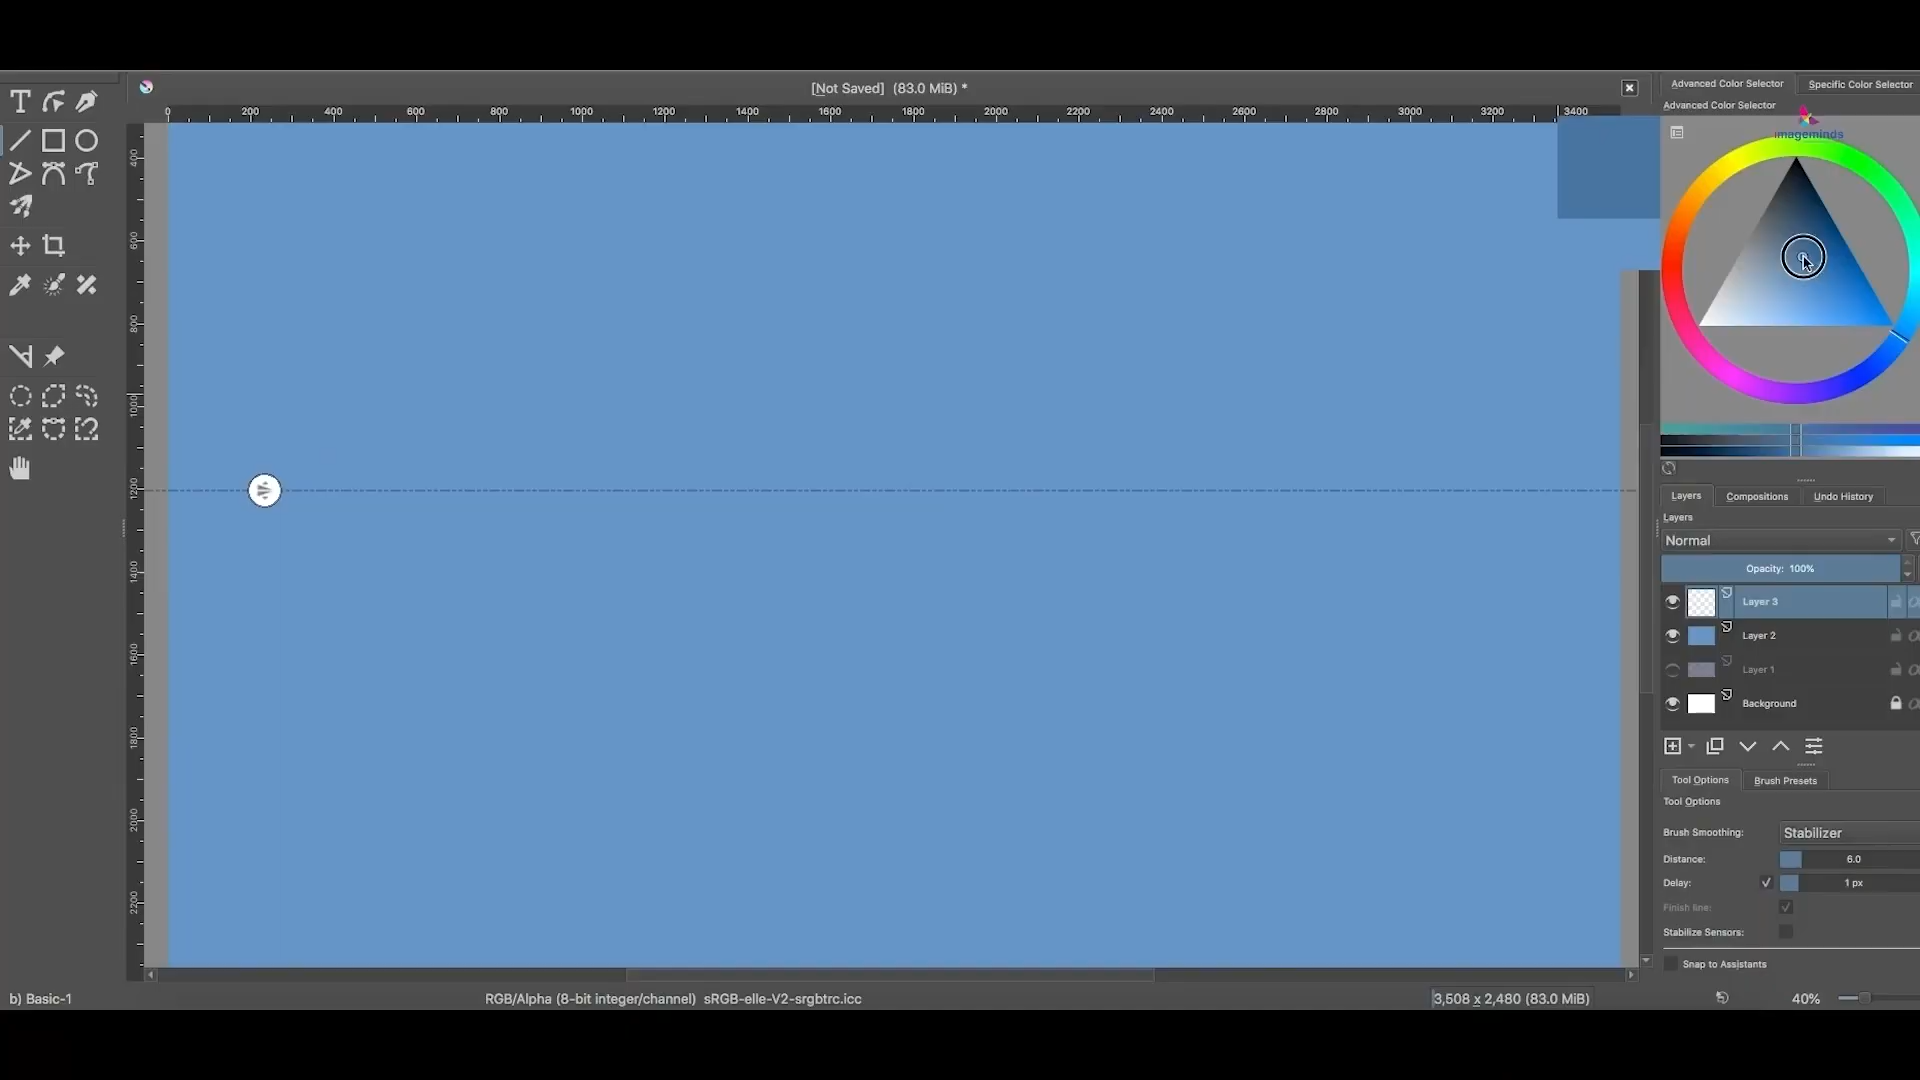 [Not Saved] (83.0 MiB) *
Advanced Color Selector
Specific Color Selector
Advanced Color Selector
imageminds
0 200 400 600 800 1000 1200 1400 1600 1800 2000 2200 2400 2600 2800 3000 3200 3400
400
600
800
1000
1200
1400
1600
1800
2000
2200
T
Layers
Compositions
Undo History
Layers
Normal
Opacity: 100%
Layer 3
Layer 2
Layer 1
Background
Tool Options
Brush Presets
Tool Options
Brush Smoothing:
Stabilizer
Distance:
6.0
Delay:
1 px
Finish line:
Stabilize Sensors:
Snap to Assistants
b) Basic-1
RGB/Alpha (8-bit integer/channel) sRGB-elle-V2-srgbtrc.icc
3,508 x 2,480 (83.0 MiB)
40%